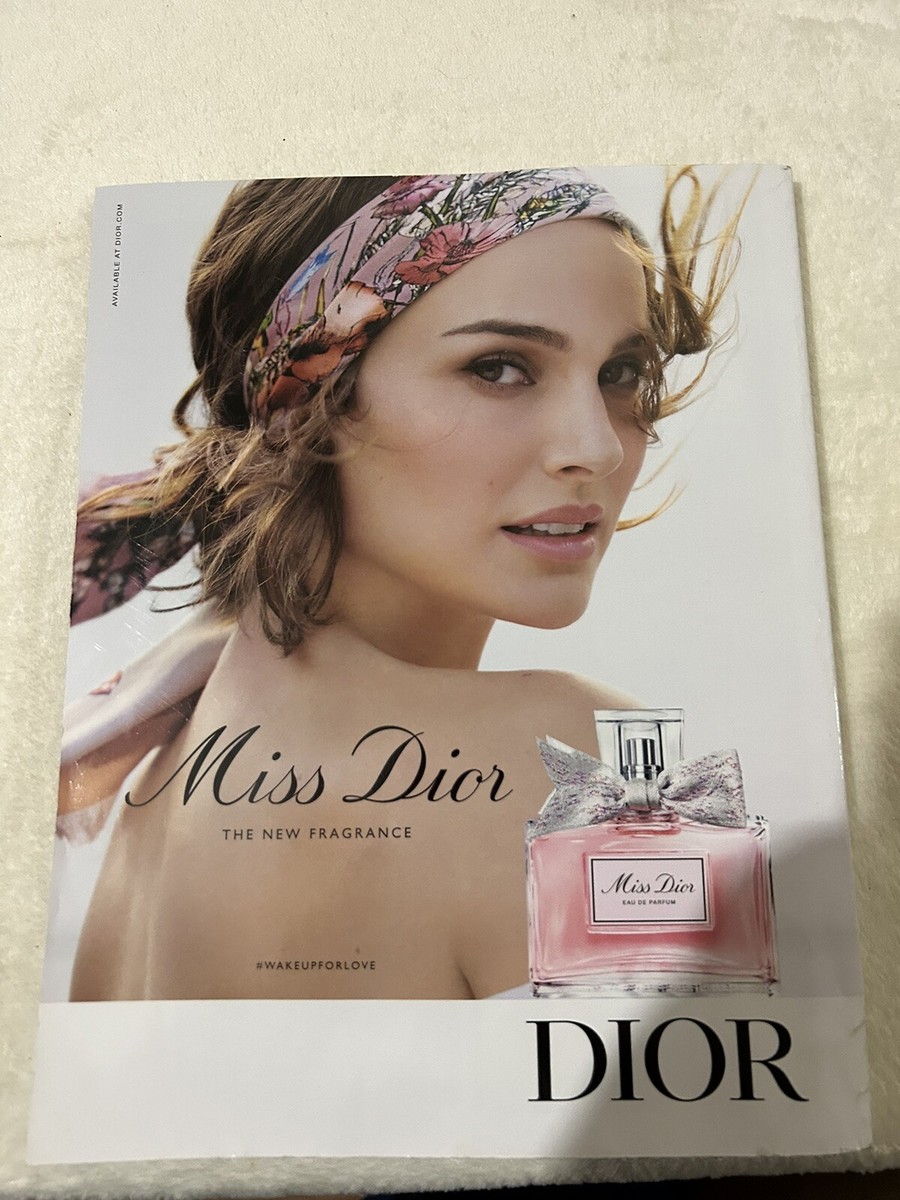 AVAILABLE AT DIOR.COM
Miss Dior
THE NEW FRAGRANCE
Miss Dior
EAU DE PARFUM
#WAKEUPFORLOVE
DIOR